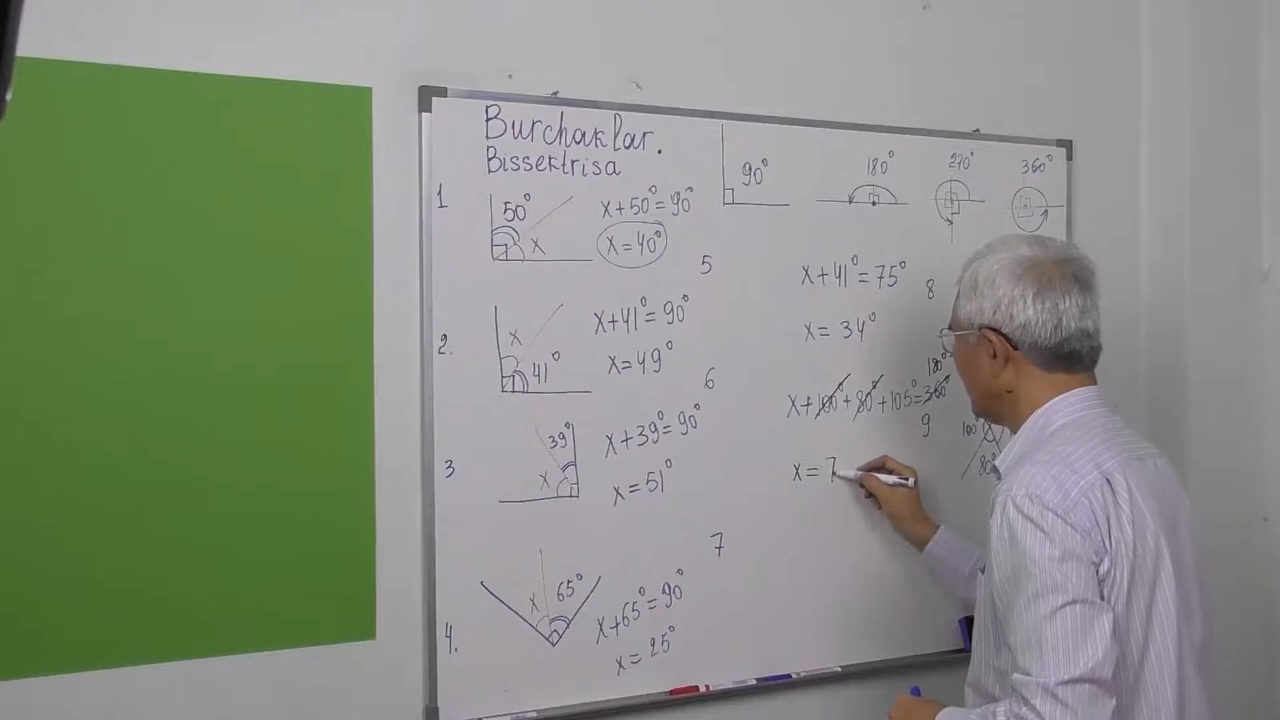 Burchaklar.
Bissektrisa
90°
180°
270°
360°
1
50°
x
x+50°=90°
x=40°
2.
x
41°
x+41°=90°
x=49°
3
39°
x
x+39°=90°
x=51°
4.
x
65°
x+65°=90°
x=25°
5
x+41°=75°
x=34°
6
180°
x+100°+80°+105°=360°
x=7
7
8
9
100°
80°